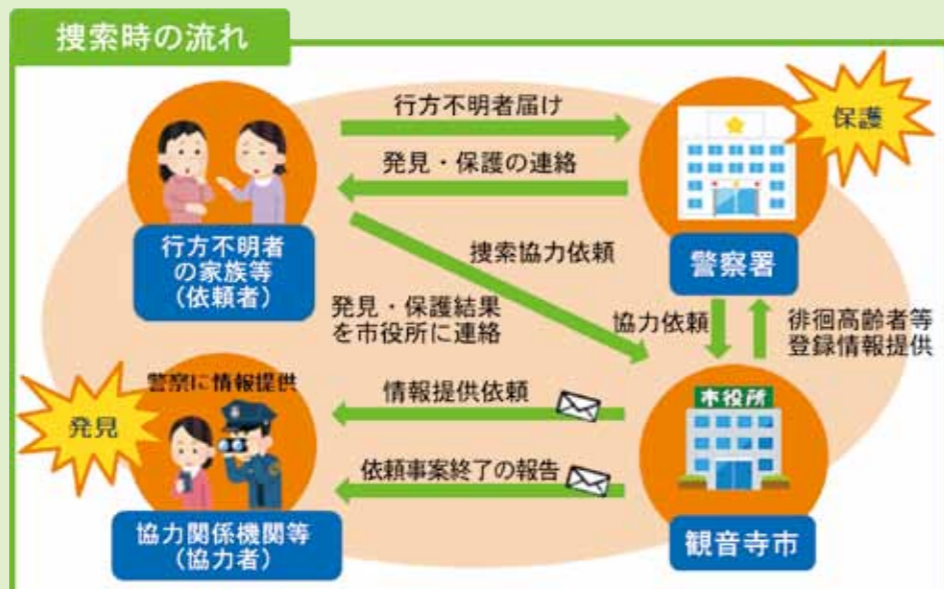 捜索時の流れ
行方不明者届け
保護
発見・保護の連絡
行方不明者
の家族等
（依頼者）
捜索協力依頼
警察署
発見・保護結果
を市役所に連絡
協力依頼
徘徊高齢者等
登録情報提供
警察に情報提供
情報提供依頼
市役所
発見
依頼事案終了の報告
協力関係機関等
（協力者）
観音寺市